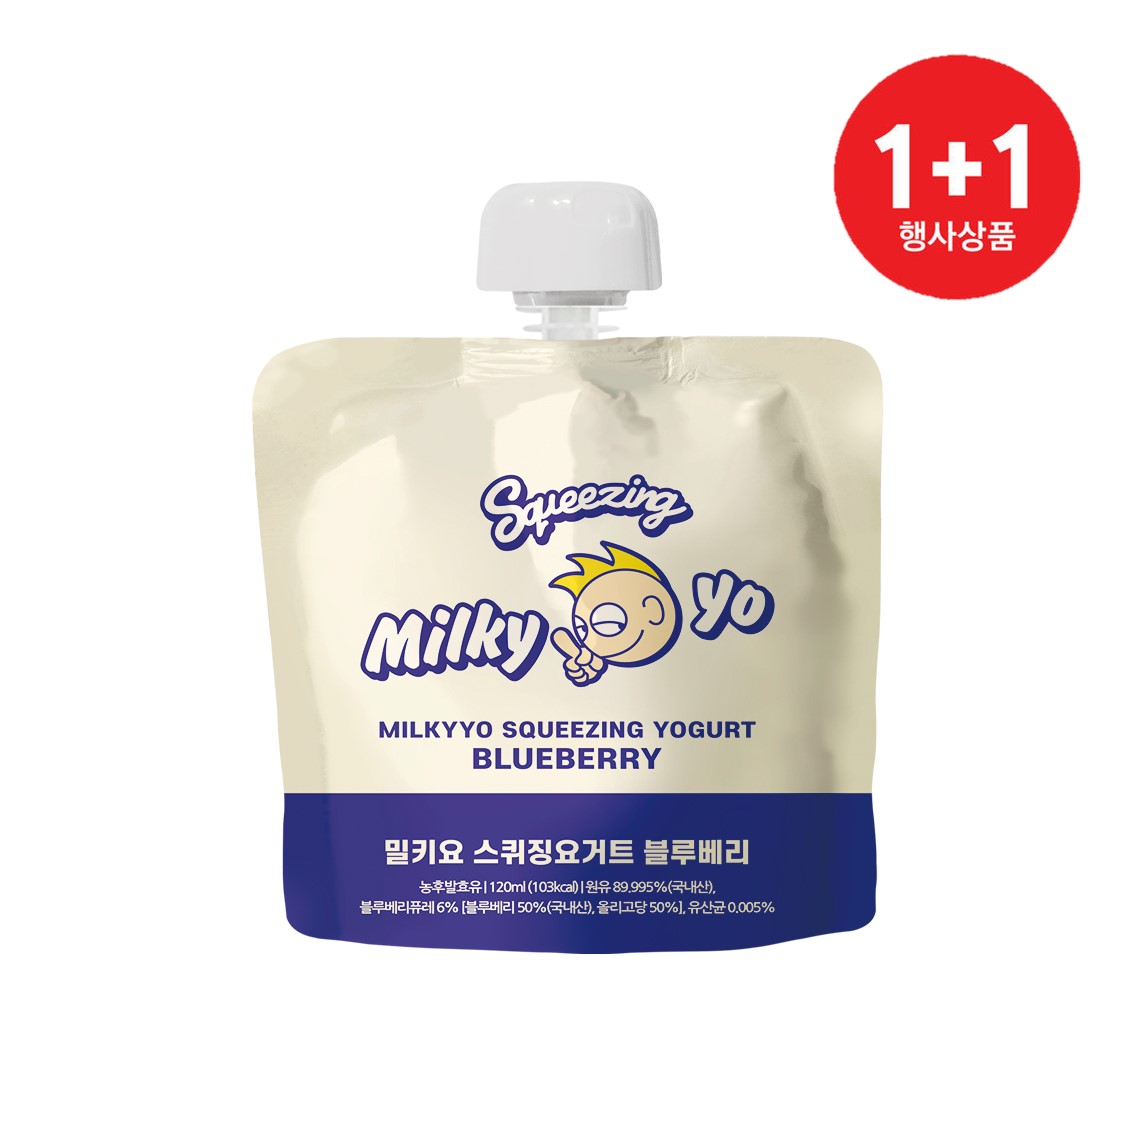 1+1
행사상품
Squeezing
Milky Yo
MILKYYO SQUEEZING YOGURT
BLUEBERRY
밀키요 스퀴징요거트 블루베리
농후발효유 | 120ml (103kcal) | 원유 89.995%(국내산),
블루베리퓨레 6% [블루베리 50%(국내산), 올리고당 50%], 유산균 0.005%